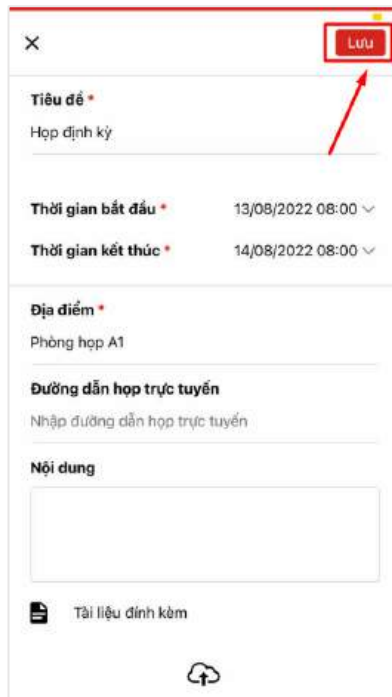 Lưu
Tiêu đề *
Họp định kỳ
Thời gian bắt đầu * 13/08/2022 08:00
Thời gian kết thúc * 14/08/2022 08:00
Địa điểm *
Phòng họp A1
Đường dẫn họp trực tuyến
Nhập đường dẫn họp trực tuyến
Nội dung
Tài liệu đính kèm